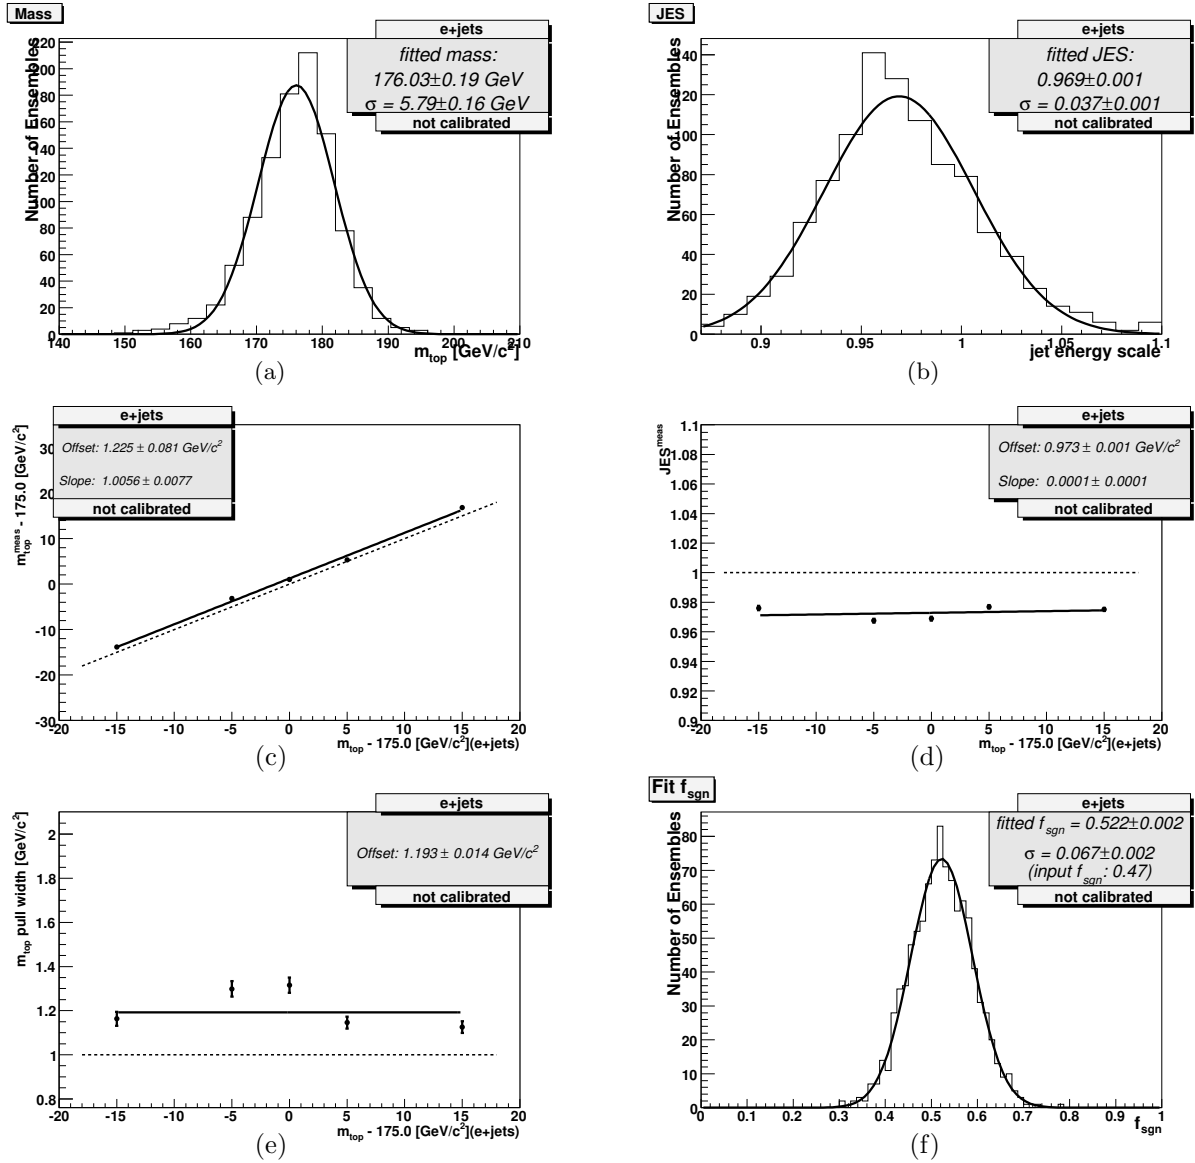 Mass
e+jets
fitted mass:
176.03±0.19 GeV
σ = 5.79±0.16 GeV
not calibrated
Number of Ensembles
220
200
180
160
140
120
100
80
60
40
20
0
140 150 160 170 180 190 200 210
m_top [GeV/c²]
(a)
JES
e+jets
fitted JES:
0.969±0.001
σ = 0.037±0.001
not calibrated
Number of Ensembles
140
120
100
80
60
40
20
0
0.9 0.95 1 1.05 1.1
jet energy scale
(b)
e+jets
Offset: 1.225 ± 0.081 GeV/c²
Slope: 1.0056 ± 0.0077
not calibrated
m_top^meas - 175.0 [GeV/c²]
30
20
10
0
-10
-20
-30
-20 -15 -10 -5 0 5 10 15 20
m_top - 175.0 [GeV/c²](e+jets)
(c)
e+jets
Offset: 0.973 ± 0.001 GeV/c²
Slope: 0.0001 ± 0.0001
not calibrated
JES^meas
1.1
1.08
1.06
1.04
1.02
1
0.98
0.96
0.94
0.92
0.9
-20 -15 -10 -5 0 5 10 15 20
m_top - 175.0 [GeV/c²](e+jets)
(d)
e+jets
Offset: 1.193 ± 0.014 GeV/c²
not calibrated
m_top pull width [GeV/c²]
2
1.8
1.6
1.4
1.2
1
0.8
-20 -15 -10 -5 0 5 10 15 20
m_top - 175.0 [GeV/c²](e+jets)
(e)
Fit f_sgn
e+jets
fitted f_sgn = 0.522±0.002
σ = 0.067±0.002
(input f_sgn: 0.47)
not calibrated
Number of Ensembles
80
70
60
50
40
30
20
10
0
0 0.1 0.2 0.3 0.4 0.5 0.6 0.7 0.8 0.9 1
f_sgn
(f)